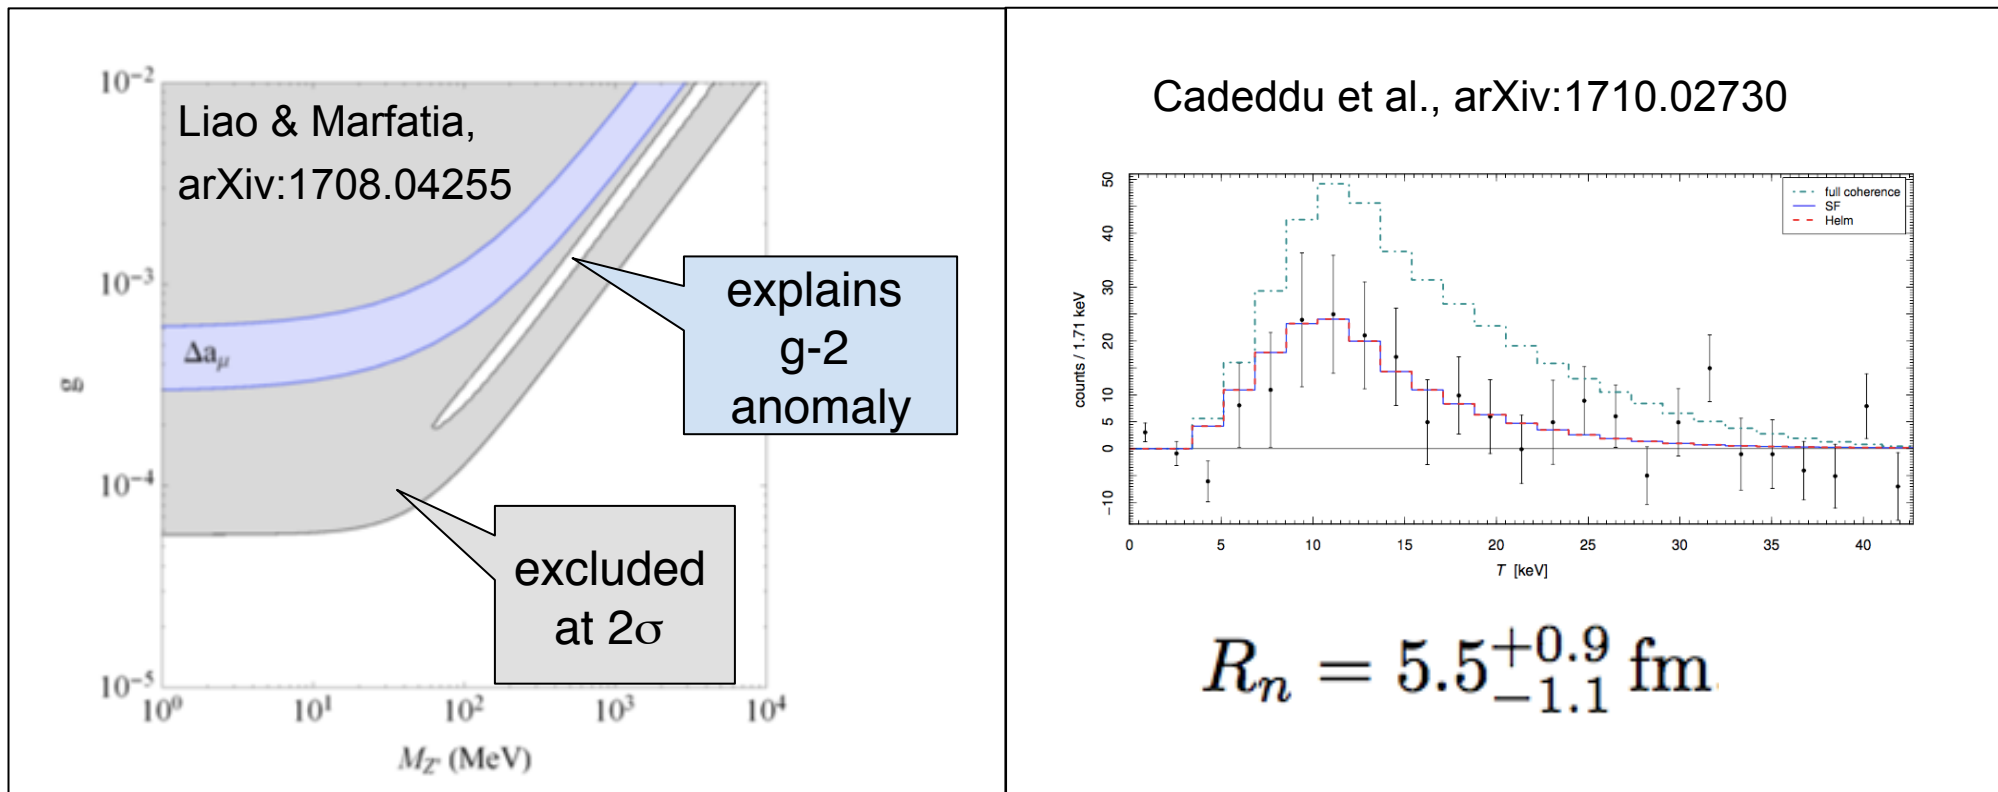 Liao & Marfatia,
arXiv:1708.04255
10⁻²
10⁻³
10⁻⁴
10⁻⁵
g
Δaμ
10⁰ 10¹ 10² 10³ 10⁴
M_Z' (MeV)
explains
g-2
anomaly
excluded
at 2σ
Cadeddu et al., arXiv:1710.02730
full coherence
SF
Helm
counts / 1.71 keV
50
40
30
20
10
5
0
−10
0 5 10 15 20 25 30 35 40
T [keV]
Rₙ = 5.5⁺⁰·⁹₋₁.₁ fm